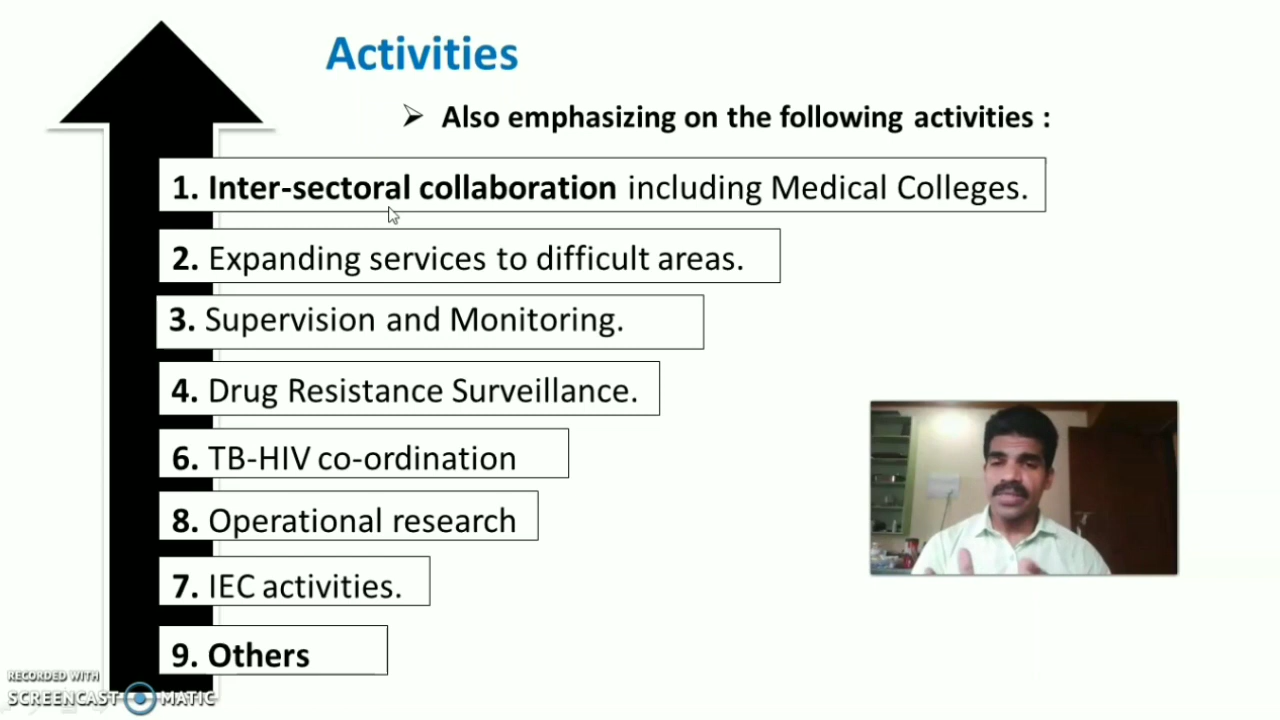 Activities
➢ Also emphasizing on the following activities :
1. Inter-sectoral collaboration including Medical Colleges.
2. Expanding services to difficult areas.
3. Supervision and Monitoring.
4. Drug Resistance Surveillance.
6. TB-HIV co-ordination
8. Operational research
7. IEC activities.
9. Others
RECORDED WITH
SCREENCAST MATIC